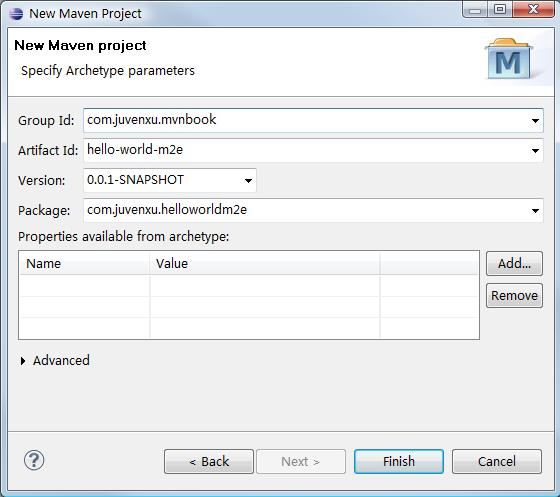 New Maven Project
New Maven project
Specify Archetype parameters
M
Group Id: com.juvenxu.mvnbook
Artifact Id: hello-world-m2e
Version: 0.0.1-SNAPSHOT
Package: com.juvenxu.helloworldm2e
Properties available from archetype:
Name Value
Add...
Remove
Advanced
? < Back Next > Finish Cancel